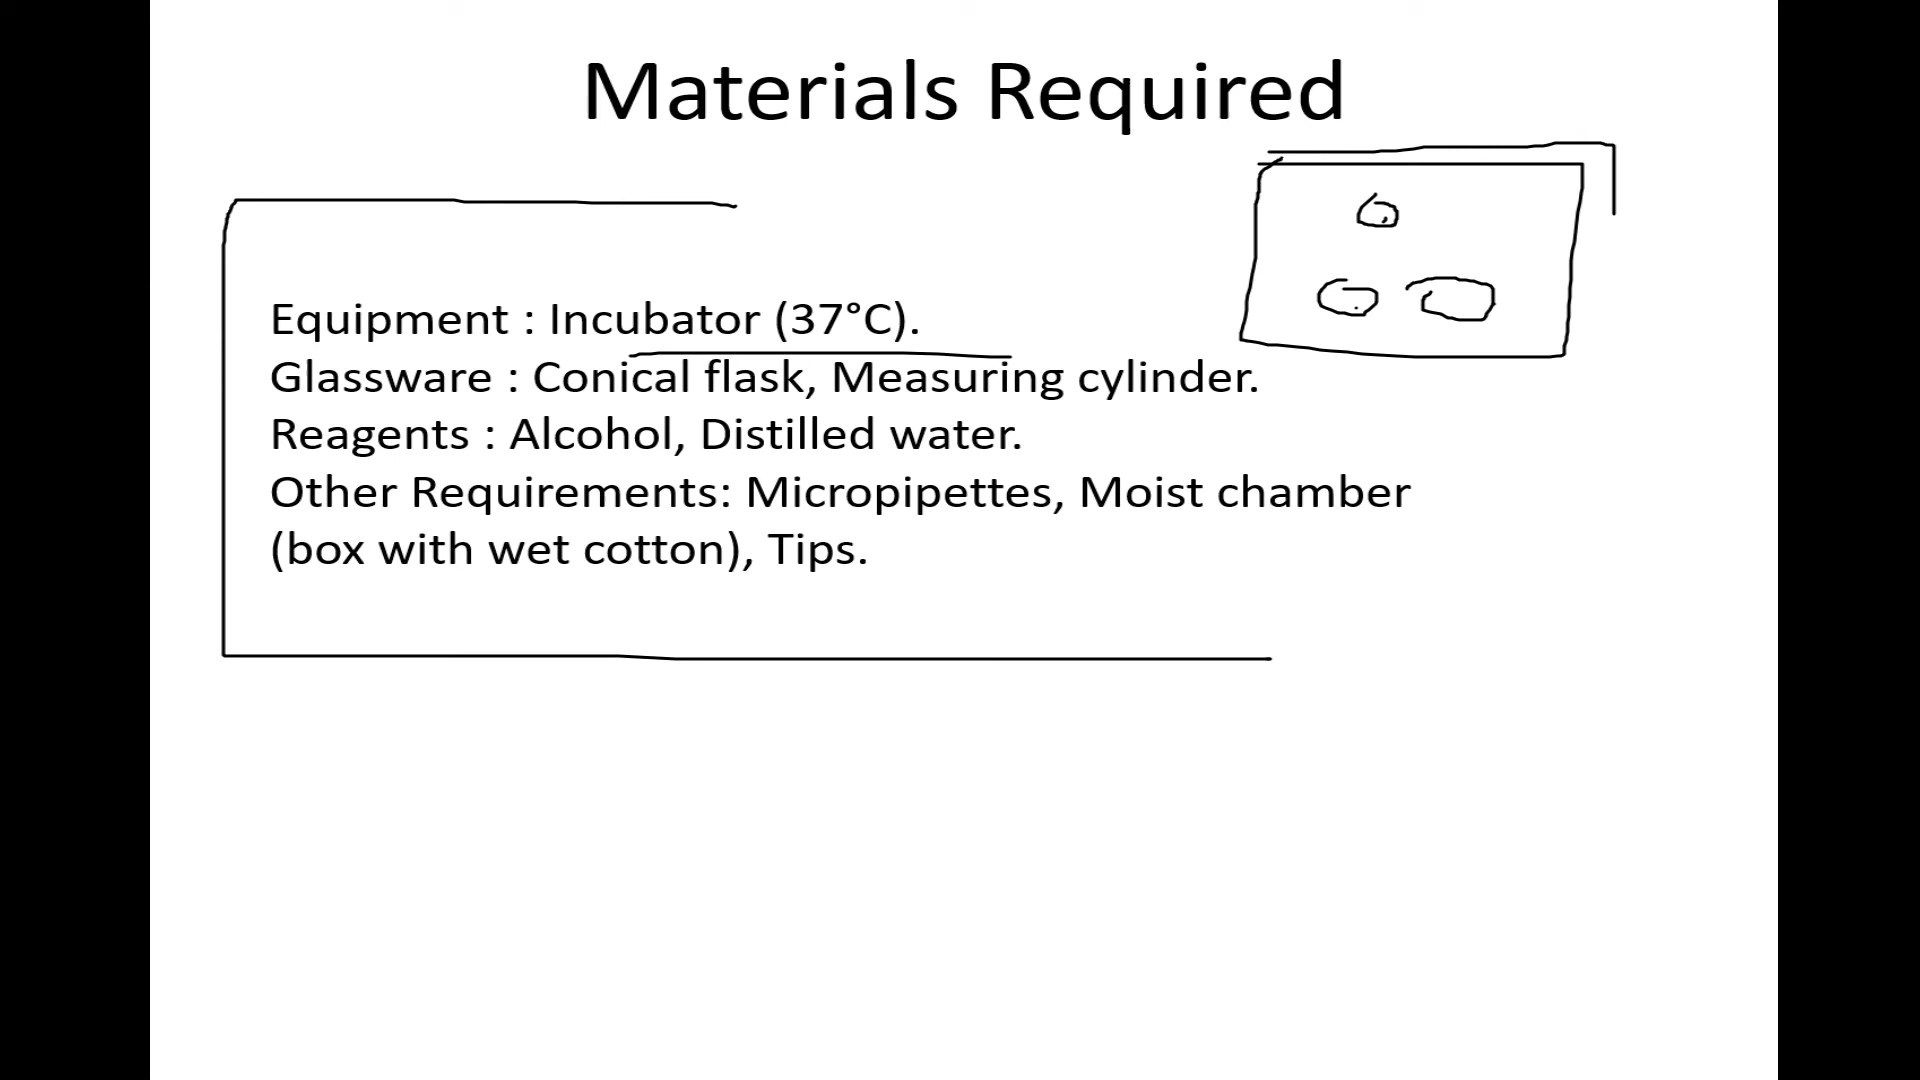 Materials Required
Equipment : Incubator (37°C).
Glassware : Conical flask, Measuring cylinder.
Reagents : Alcohol, Distilled water.
Other Requirements: Micropipettes, Moist chamber
(box with wet cotton), Tips.